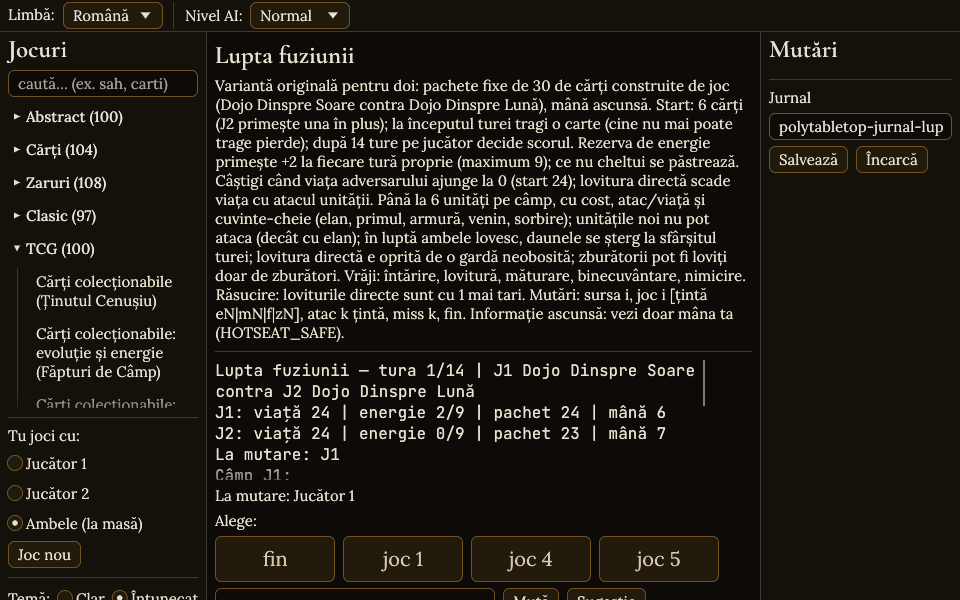 Limbă:
Română
Nivel AI:
Normal
Jocuri
caută... (ex. sah, carti)
Abstract (100)
Cărți (104)
Zaruri (108)
Clasic (97)
TCG (100)
Cărți colecționabile
(Ținutul Cenușiu)
Cărți colecționabile:
evoluție și energie
(Făpturi de Câmp)
Cărți colecționabile:
Tu joci cu:
Jucător 1
Jucător 2
Ambele (la masă)
Joc nou
Temă:
Clar
Întunecat
Lupta fuziunii
Variantă originală pentru doi: pachete fixe de 30 de cărți construite de joc
(Dojo Dinspre Soare contra Dojo Dinspre Lună), mână ascunsă. Start: 6 cărți
(J2 primește una în plus); la începutul turei tragi o carte (cine nu mai poate
trage pierde); după 14 ture pe jucător decide scorul. Rezerva de energie
primește +2 la fiecare tură proprie (maximum 9); ce nu cheltui se păstrează.
Câștigi când viața adversarului ajunge la 0 (start 24); lovitura directă scade
viața cu atacul unității. Până la 6 unități pe câmp, cu cost, atac/viață și
cuvinte-cheie (elan, primul, armură, venin, sorbire); unitățile noi nu pot
ataca (decât cu elan); în luptă ambele lovesc, daunele se șterg la sfârșitul
turei; lovitura directă e oprită de o gardă neobosită; zburătorii pot fi loviți
doar de zburători. Vrăji: întărire, lovitură, măturare, binecuvântare, nimicire.
Răsucire: loviturile directe sunt cu 1 mai tari. Mutări: sursa i, joc i [țintă
eN|mN|f|zN], atac k țintă, miss k, fin. Informație ascunsă: vezi doar mâna ta
(HOTSEAT_SAFE).
Lupta fuziunii — tura 1/14 | J1 Dojo Dinspre Soare
contra J2 Dojo Dinspre Lună
J1: viață 24 | energie 2/9 | pachet 24 | mână 6
J2: viață 24 | energie 0/9 | pachet 23 | mână 7
La mutare: J1
Câmp J1:
La mutare: Jucător 1
Alege:
fin
joc 1
joc 4
joc 5
Mută
Sugestie
Mutări
Jurnal
polytabletop-jurnal-lup
Salvează
Încarcă